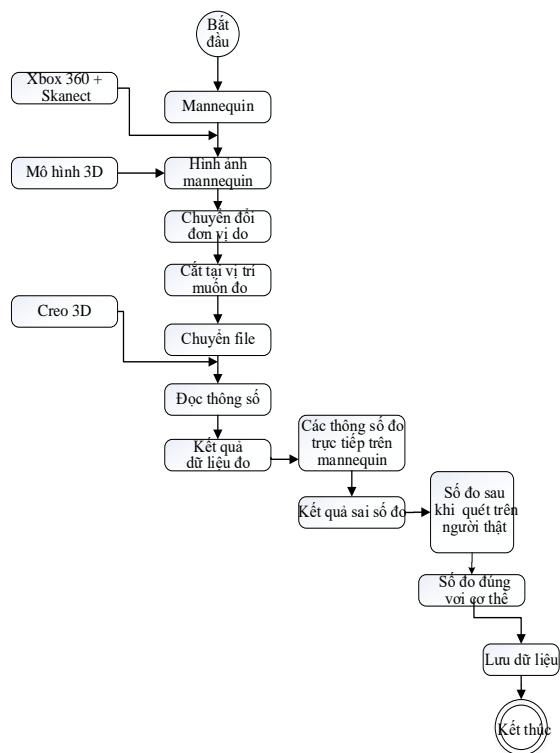 Bắt
đầu
Xbox 360 +
Skanect
Mannequin
Mô hình 3D
Hình ảnh
mannequin
Chuyển đổi
đơn vị do
Cắt tại vị trí
muốn đo
Creo 3D
Chuyển file
Đọc thông số
Kết quả
dữ liệu đo
Các thông số đo
trực tiếp trên
mannequin
Kết quả sai số đo
Số đo sau
khi quét trên
người thật
Số đo đúng
vơi cơ thể
Lưu dữ liệu
Kết thúc